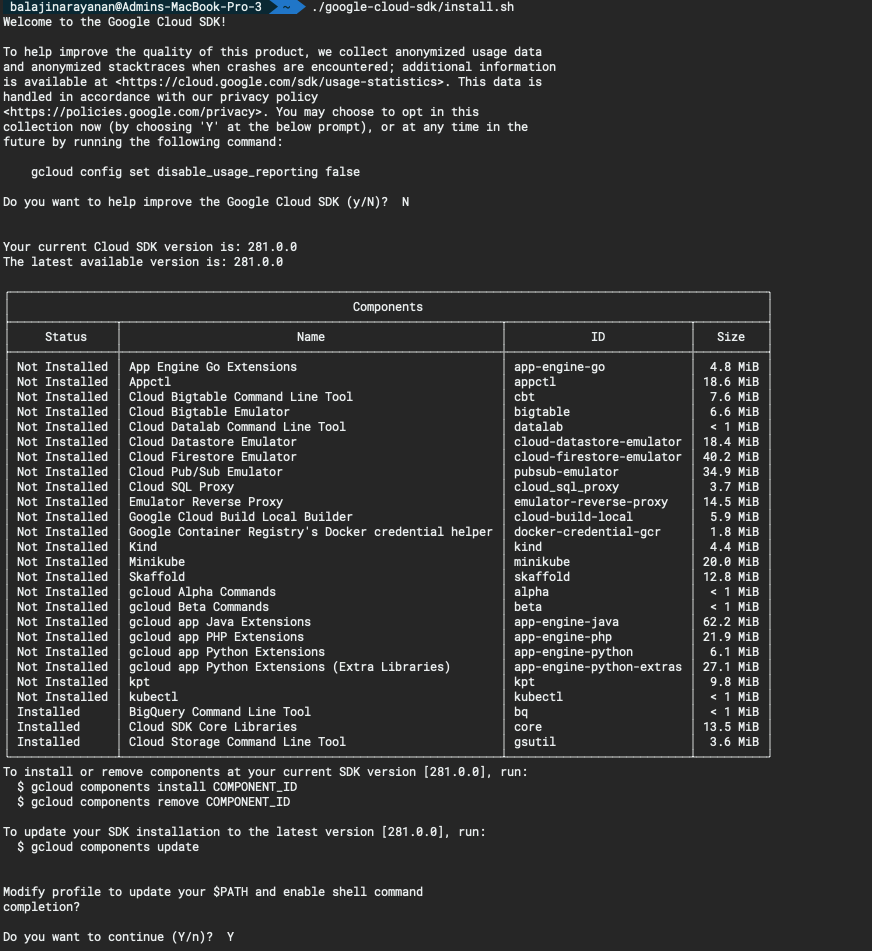 balajinarayanan@Admins-MacBook-Pro-3 ~ ./google-cloud-sdk/install.sh
Welcome to the Google Cloud SDK!
To help improve the quality of this product, we collect anonymized usage data
and anonymized stacktraces when crashes are encountered; additional information
is available at <https://cloud.google.com/sdk/usage-statistics>. This data is
handled in accordance with our privacy policy
<https://policies.google.com/privacy>. You may choose to opt in this
collection now (by choosing 'Y' at the below prompt), or at any time in the
future by running the following command:
gcloud config set disable_usage_reporting false
Do you want to help improve the Google Cloud SDK (y/N)? N
Your current Cloud SDK version is: 281.0.0
The latest available version is: 281.0.0
Components
Status Name ID Size
Not Installed App Engine Go Extensions app-engine-go 4.8 MiB
Not Installed Appctl appctl 18.6 MiB
Not Installed Cloud Bigtable Command Line Tool cbt 7.6 MiB
Not Installed Cloud Bigtable Emulator bigtable 6.6 MiB
Not Installed Cloud Datalab Command Line Tool datalab < 1 MiB
Not Installed Cloud Datastore Emulator cloud-datastore-emulator 18.4 MiB
Not Installed Cloud Firestore Emulator cloud-firestore-emulator 40.2 MiB
Not Installed Cloud Pub/Sub Emulator pubsub-emulator 34.9 MiB
Not Installed Cloud SQL Proxy cloud_sql_proxy 3.7 MiB
Not Installed Emulator Reverse Proxy emulator-reverse-proxy 14.5 MiB
Not Installed Google Cloud Build Local Builder cloud-build-local 5.9 MiB
Not Installed Google Container Registry's Docker credential helper docker-credential-gcr 1.8 MiB
Not Installed Kind kind 4.4 MiB
Not Installed Minikube minikube 20.0 MiB
Not Installed Skaffold skaffold 12.8 MiB
Not Installed gcloud Alpha Commands alpha < 1 MiB
Not Installed gcloud Beta Commands beta < 1 MiB
Not Installed gcloud app Java Extensions app-engine-java 62.2 MiB
Not Installed gcloud app PHP Extensions app-engine-php 21.9 MiB
Not Installed gcloud app Python Extensions app-engine-python 6.1 MiB
Not Installed gcloud app Python Extensions (Extra Libraries) app-engine-python-extras 27.1 MiB
Not Installed kpt kpt 9.8 MiB
Not Installed kubectl kubectl < 1 MiB
Installed BigQuery Command Line Tool bq < 1 MiB
Installed Cloud SDK Core Libraries core 13.5 MiB
Installed Cloud Storage Command Line Tool gsutil 3.6 MiB
To install or remove components at your current SDK version [281.0.0], run:
$ gcloud components install COMPONENT_ID
$ gcloud components remove COMPONENT_ID
To update your SDK installation to the latest version [281.0.0], run:
$ gcloud components update
Modify profile to update your $PATH and enable shell command
completion?
Do you want to continue (Y/n)? Y